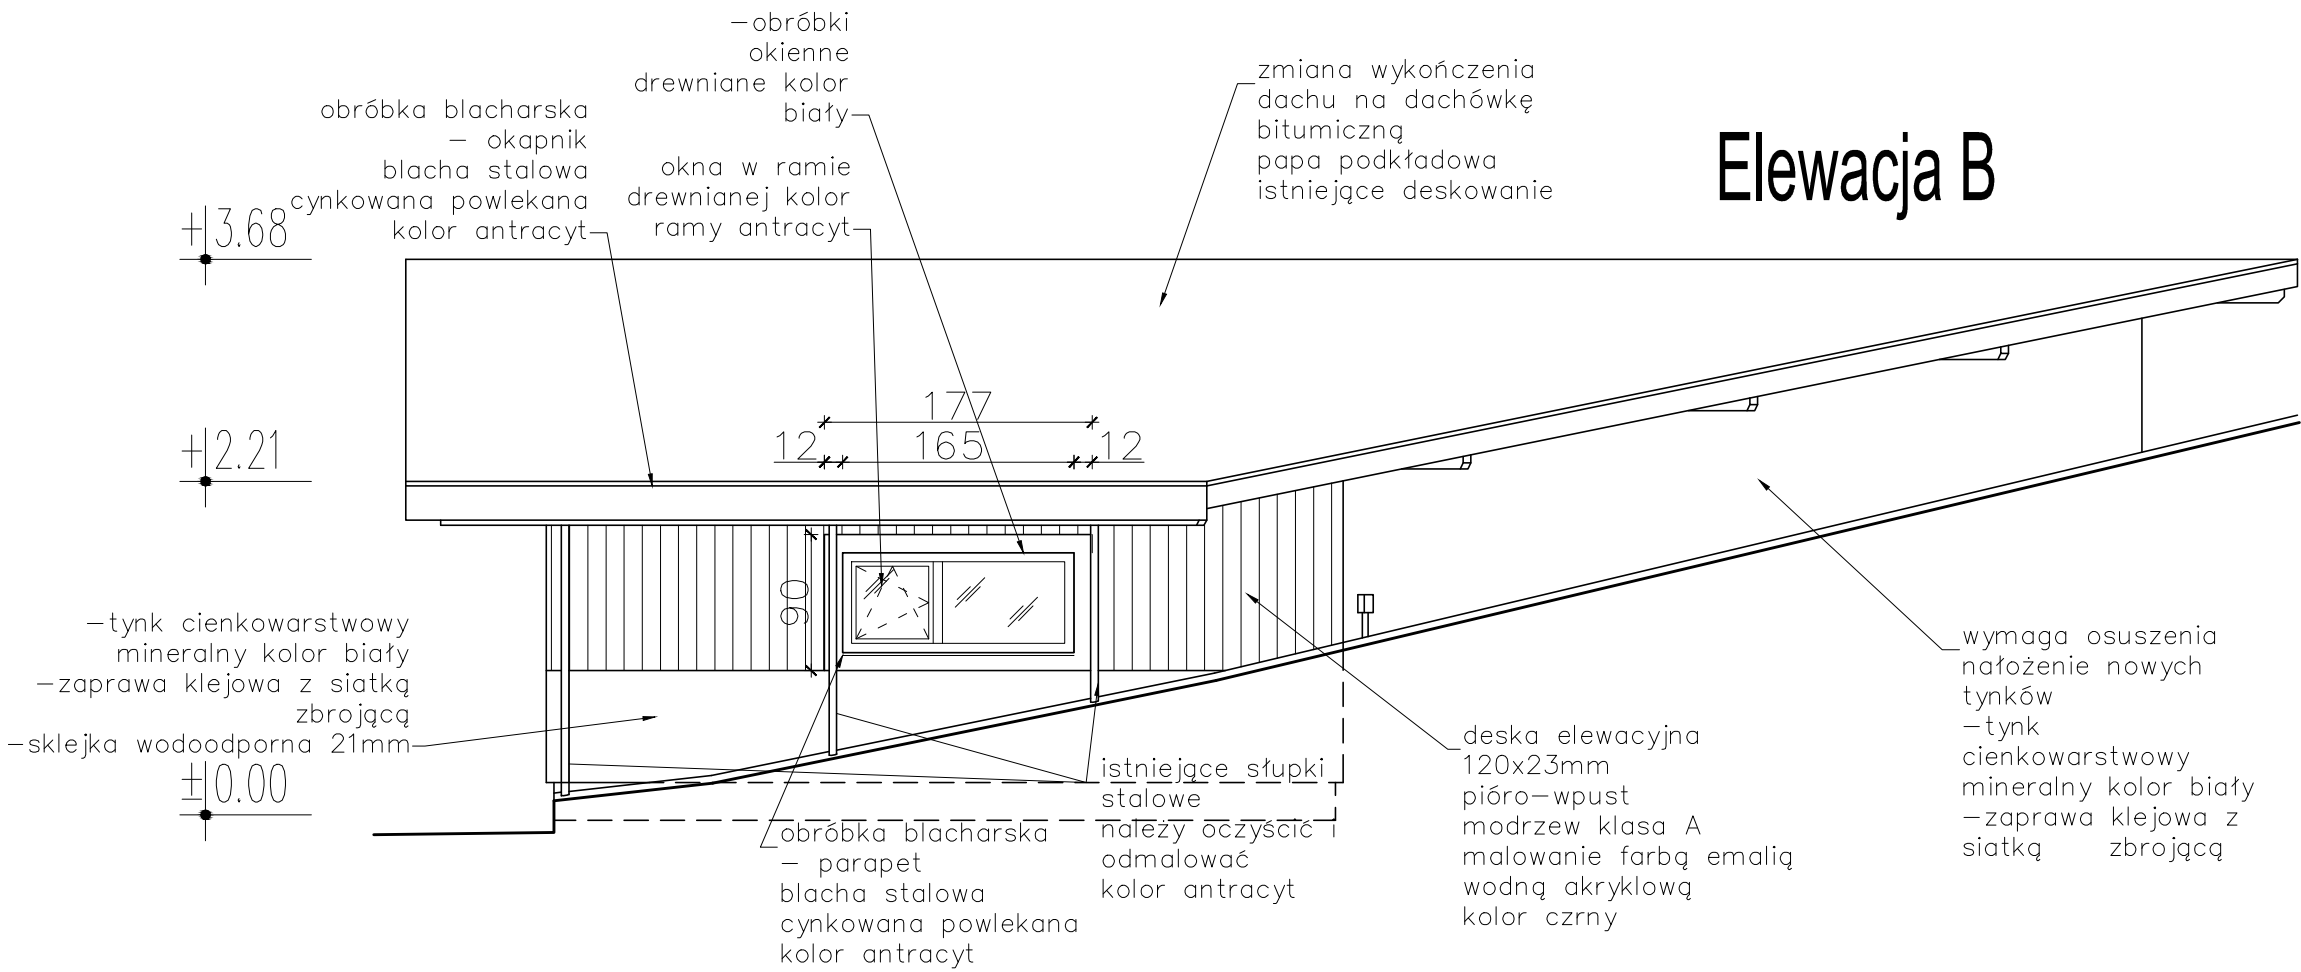 −obróbki
okienne
drewniane kolor
biały
obróbka blacharska
− okapnik
blacha stalowa
cynkowana powlekana
kolor antracyt
okna w ramie
drewnianej kolor
ramy antracyt
zmiana wykończenia
dachu na dachówkę
bitumiczną
papa podkładowa
istniejące deskowanie
Elewacja B
+3.68
+2.21
±0.00
177
12 165 12
90
−tynk cienkowarstwowy
mineralny kolor biały
−zaprawa klejowa z siatką
zbrojącą
−sklejka wodoodporna 21mm
obróbka blacharska
− parapet
blacha stalowa
cynkowana powlekana
kolor antracyt
istniejące słupki
stalowe
należy oczyścić
odmalować
kolor antracyt
deska elewacyjna
120x23mm
pióro−wpust
modrzew klasa A
malowanie farbą emalią
wodną akryklową
kolor czrny
wymaga osuszenia
nałożenie nowych
tynków
−tynk
cienkowarstwowy
mineralny kolor biały
−zaprawa klejowa z
siatką zbrojącą